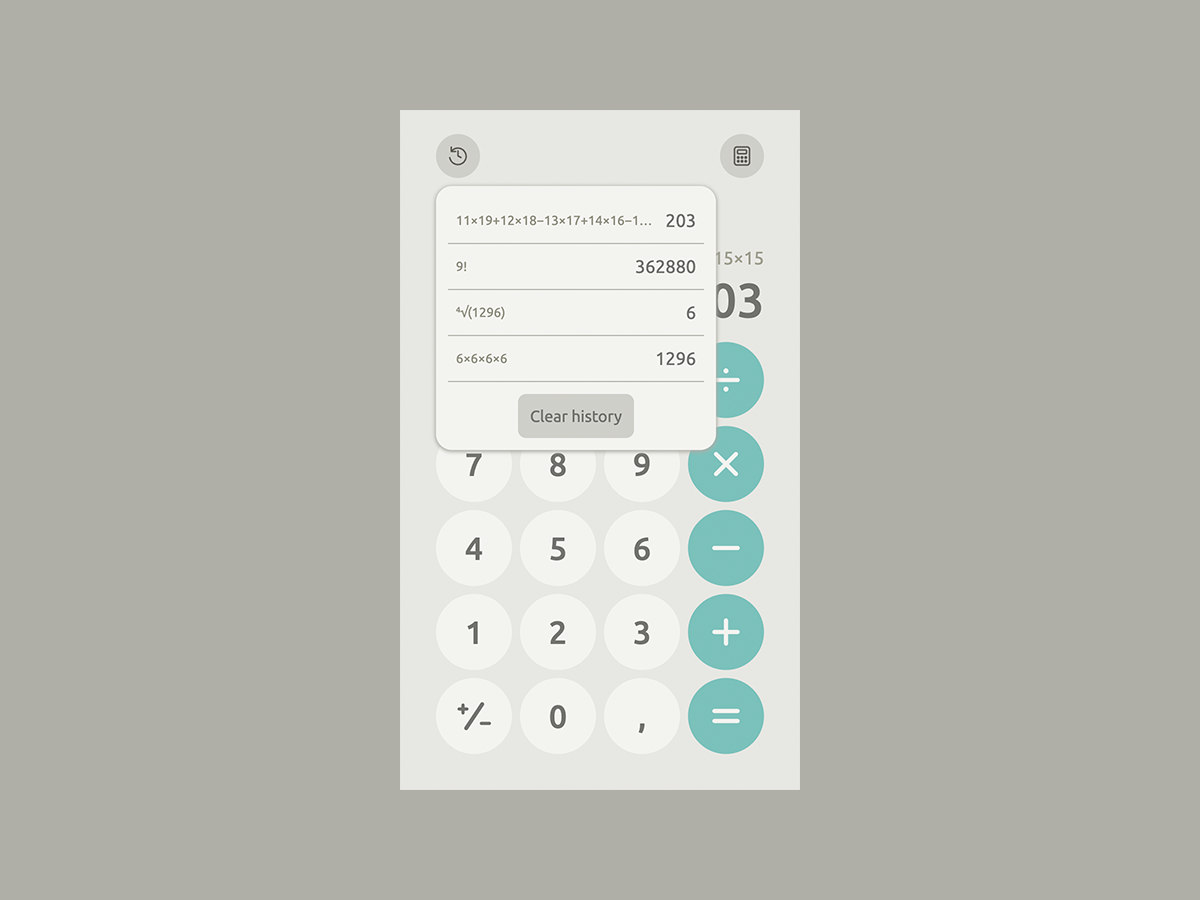 11×19+12×18−13×17+14×16−1... 203
15×15
9! 362880
03
⁴√(1296) 6
6×6×6×6 1296
÷
Clear history
7 8 9 ×
4 5 6 −
1 2 3 +
+/− 0 , =